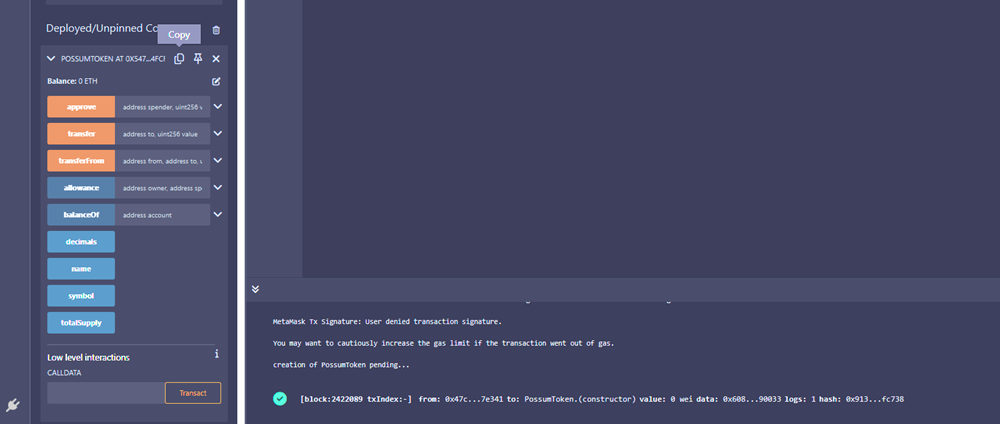 Deployed/Unpinned Co
Copy
POSSUMTOKEN AT 0X547...4FCF
Balance: 0 ETH
approve address spender, uint256 v
transfer address to, uint256 value
transferFrom address from, address to, u
allowance address owner, address spe
balanceOf address account
decimals
name
symbol
totalSupply
Low level interactions
CALLDATA
Transact
MetaMask Tx Signature: User denied transaction signature.
You may want to cautiously increase the gas limit if the transaction went out of gas.
creation of PossumToken pending...
[block:2422089 txIndex:-] from: 0x47c...7e341 to: PossumToken.(constructor) value: 0 wei data: 0x608...90033 logs: 1 hash: 0x913...fc738